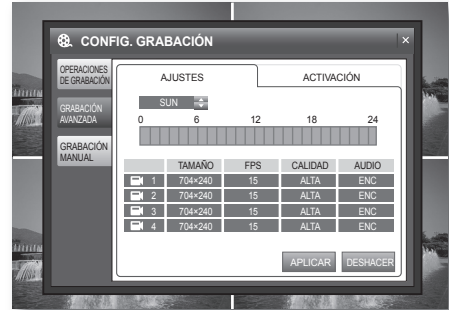 CONFIG. GRABACIÓN ×
OPERACIONES
DE GRABACIÓN
GRABACIÓN
AVANZADA
GRABACIÓN
MANUAL
AJUSTES ACTIVACIÓN
SUN
0 6 12 18 24
TAMAÑO FPS CALIDAD AUDIO
1 704×240 15 ALTA ENC
2 704×240 15 ALTA ENC
3 704×240 15 ALTA ENC
4 704×240 15 ALTA ENC
APLICAR DESHACER